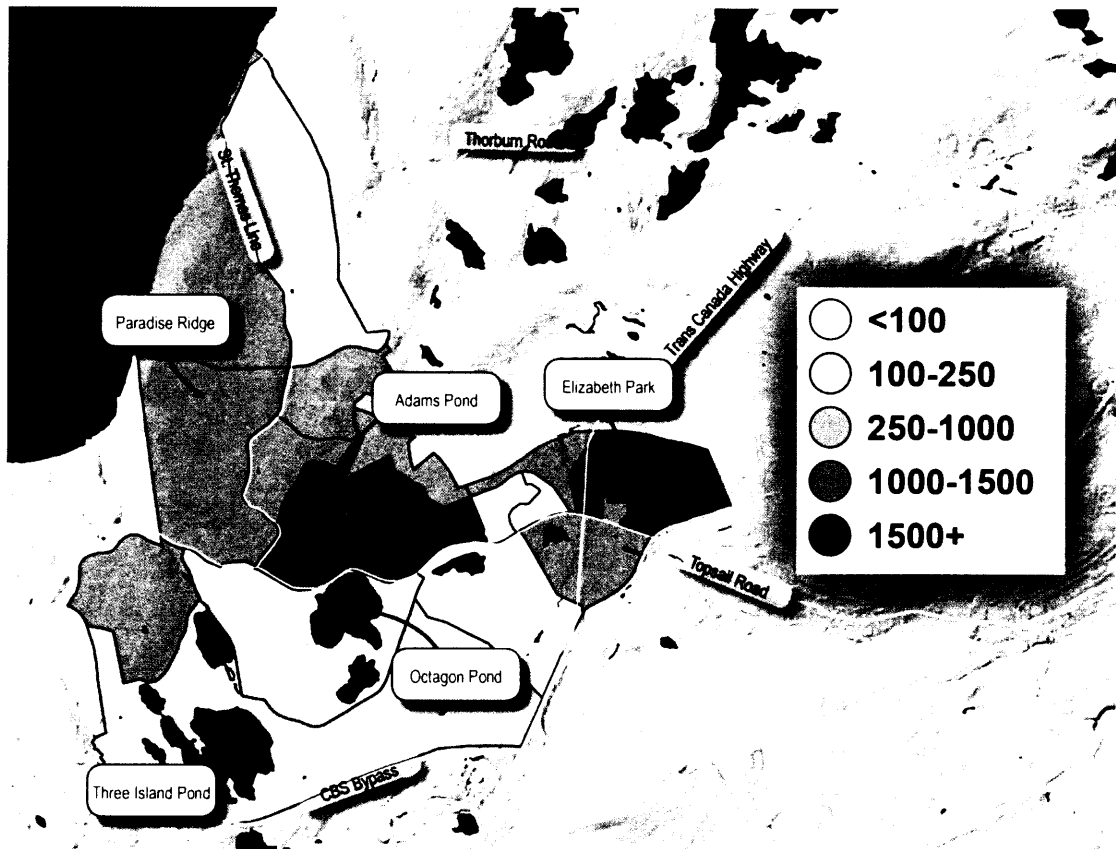 Thorburn Road
St. Thomas Line
Trans Canada Highway
Paradise Ridge
Adams Pond
Elizabeth Park
<100
100-250
250-1000
1000-1500
1500+
Topsail Road
Octagon Pond
Three Island Pond
CBS Bypass